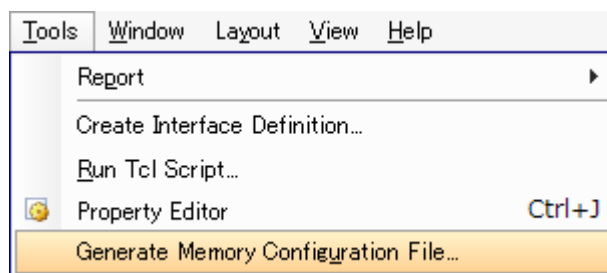 Tools Window Layout View Help
Report
Create Interface Definition...
Run Tcl Script...
Property Editor Ctrl+J
Generate Memory Configuration File...